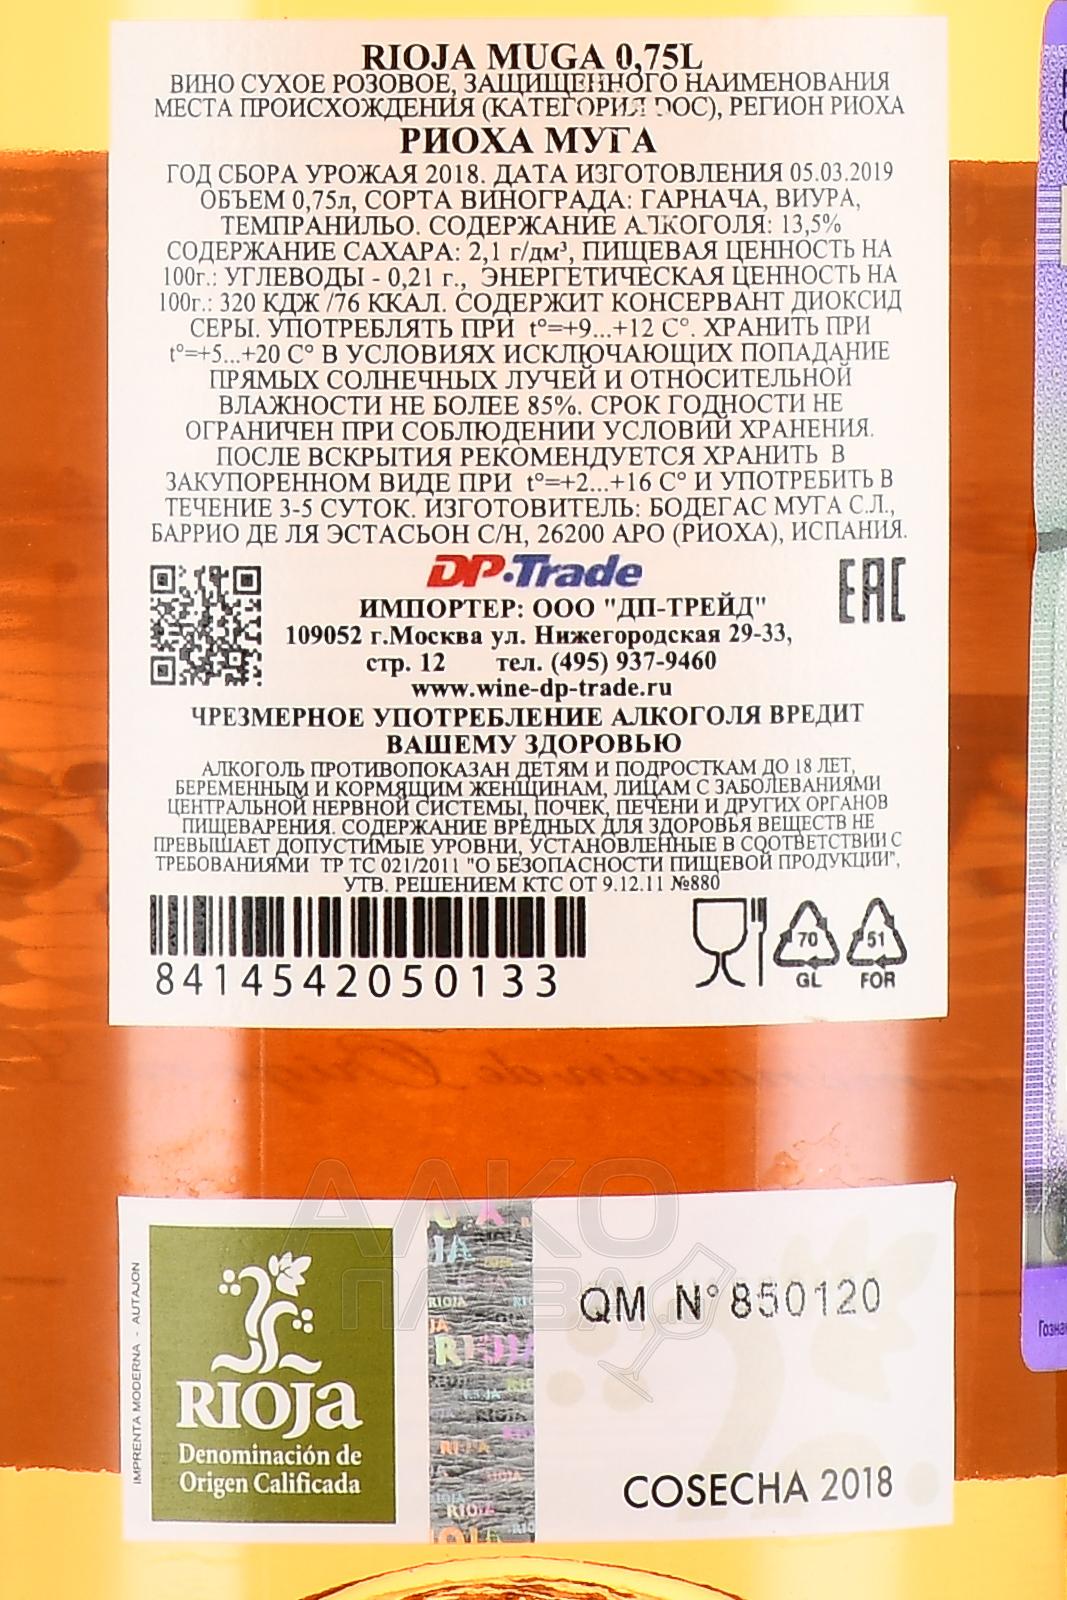 RIOJA MUGA 0,75L
ВИНО СУХОЕ РОЗОВОЕ, ЗАЩИЩЕННОГО НАИМЕНОВАНИЯ
МЕСТА ПРОИСХОЖДЕНИЯ (КАТЕГОРИЯ DOC), РЕГИОН РИОХА
РИОХА МУГА
ГОД СБОРА УРОЖАЯ 2018. ДАТА ИЗГОТОВЛЕНИЯ 05.03.2019
ОБЪЕМ 0,75л, СОРТА ВИНОГРАДА: ГАРНАЧА, ВИУРА,
ТЕМПРАНИЛЬО. СОДЕРЖАНИЕ АЛКОГОЛЯ: 13,5%
СОДЕРЖАНИЕ САХАРА: 2,1 г/дм³, ПИЩЕВАЯ ЦЕННОСТЬ НА
100г.: УГЛЕВОДЫ - 0,21 г., ЭНЕРГЕТИЧЕСКАЯ ЦЕННОСТЬ НА
100г.: 320 КДЖ /76 ККАЛ. СОДЕРЖИТ КОНСЕРВАНТ ДИОКСИД
СЕРЫ. УПОТРЕБЛЯТЬ ПРИ t°=+9...+12 С°. ХРАНИТЬ ПРИ
t°=+5...+20 С° В УСЛОВИЯХ ИСКЛЮЧАЮЩИХ ПОПАДАНИЕ
ПРЯМЫХ СОЛНЕЧНЫХ ЛУЧЕЙ И ОТНОСИТЕЛЬНОЙ
ВЛАЖНОСТИ НЕ БОЛЕЕ 85%. СРОК ГОДНОСТИ НЕ
ОГРАНИЧЕН ПРИ СОБЛЮДЕНИИ УСЛОВИЙ ХРАНЕНИЯ.
ПОСЛЕ ВСКРЫТИЯ РЕКОМЕНДУЕТСЯ ХРАНИТЬ В
ЗАКУПОРЕННОМ ВИДЕ ПРИ t°=+2...+16 С° И УПОТРЕБИТЬ В
ТЕЧЕНИЕ 3-5 СУТОК. ИЗГОТОВИТЕЛЬ: БОДЕГАС МУГА С.Л.,
БАРРИО ДЕ ЛЯ ЭСТАСЬОН С/Н, 26200 АРО (РИОХА), ИСПАНИЯ.
DP-Trade
EAC
ИМПОРТЕР: ООО "ДП-ТРЕЙД"
109052 г.Москва ул. Нижегородская 29-33,
стр. 12 тел. (495) 937-9460
www.wine-dp-trade.ru
ЧРЕЗМЕРНОЕ УПОТРЕБЛЕНИЕ АЛКОГОЛЯ ВРЕДИТ
ВАШЕМУ ЗДОРОВЬЮ
АЛКОГОЛЬ ПРОТИВОПОКАЗАН ДЕТЯМ И ПОДРОСТКАМ ДО 18 ЛЕТ,
БЕРЕМЕННЫМ И КОРМЯЩИМ ЖЕНЩИНАМ, ЛИЦАМ С ЗАБОЛЕВАНИЯМИ
ЦЕНТРАЛЬНОЙ НЕРВНОЙ СИСТЕМЫ, ПОЧЕК, ПЕЧЕНИ И ДРУГИХ ОРГАНОВ
ПИЩЕВАРЕНИЯ. СОДЕРЖАНИЕ ВРЕДНЫХ ДЛЯ ЗДОРОВЬЯ ВЕЩЕСТВ НЕ
ПРЕВЫШАЕТ ДОПУСТИМЫЕ УРОВНИ, УСТАНОВЛЕННЫЕ В СООТВЕТСТВИИ С
ТРЕБОВАНИЯМИ ТР ТС 021/2011 "О БЕЗОПАСНОСТИ ПИЩЕВОЙ ПРОДУКЦИИ",
УТВ. РЕШЕНИЕМ КТС ОТ 9.12.11 №880
8414542050133
70
GL
51
FOR
АЛКО
ПЛАЗА
IMPRENTA MODERNA - AUTAJON
RIOJA
Denominación de
Origen Calificada
RIOJA
QM N° 850120
COSECHA 2018
Гознак